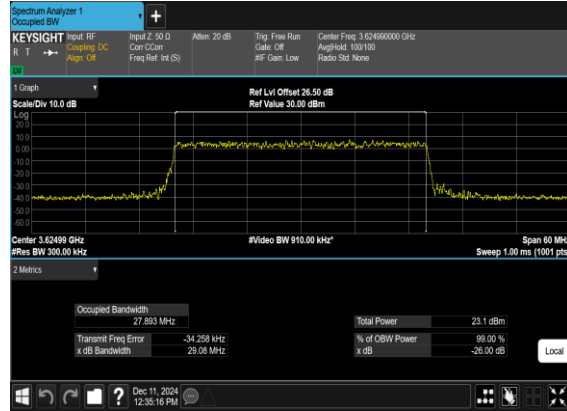 Spectrum Analyzer 1
Occupied BW
+
KEYSIGHT Input: RF Input Z: 50 Ω Atten: 20 dB Trig: Free Run Center Freq: 3.624990000 GHz
R T Coupling: DC Corr CCorr Gate: Off Avg|Hold: 100/100
Align: Off Freq Ref: Int (S) #IF Gain: Low Radio Std: None
LW
1 Graph
Ref Lvl Offset 26.50 dB
Scale/Div 10.0 dB Ref Value 30.00 dBm
Log
20.0
10.0
0.00
-10.0
-20.0
-30.0
-40.0
-50.0
-60.0
Center 3.62499 GHz #Video BW 910.00 kHz* Span 60 MHz
#Res BW 300.00 kHz Sweep 1.00 ms (1001 pts)
2 Metrics
Occupied Bandwidth
27.893 MHz Total Power 23.1 dBm
Transmit Freq Error -34.258 kHz % of OBW Power 99.00 %
x dB Bandwidth 29.08 MHz x dB -26.00 dB
Local
? Dec 11, 2024
12:35:16 PM